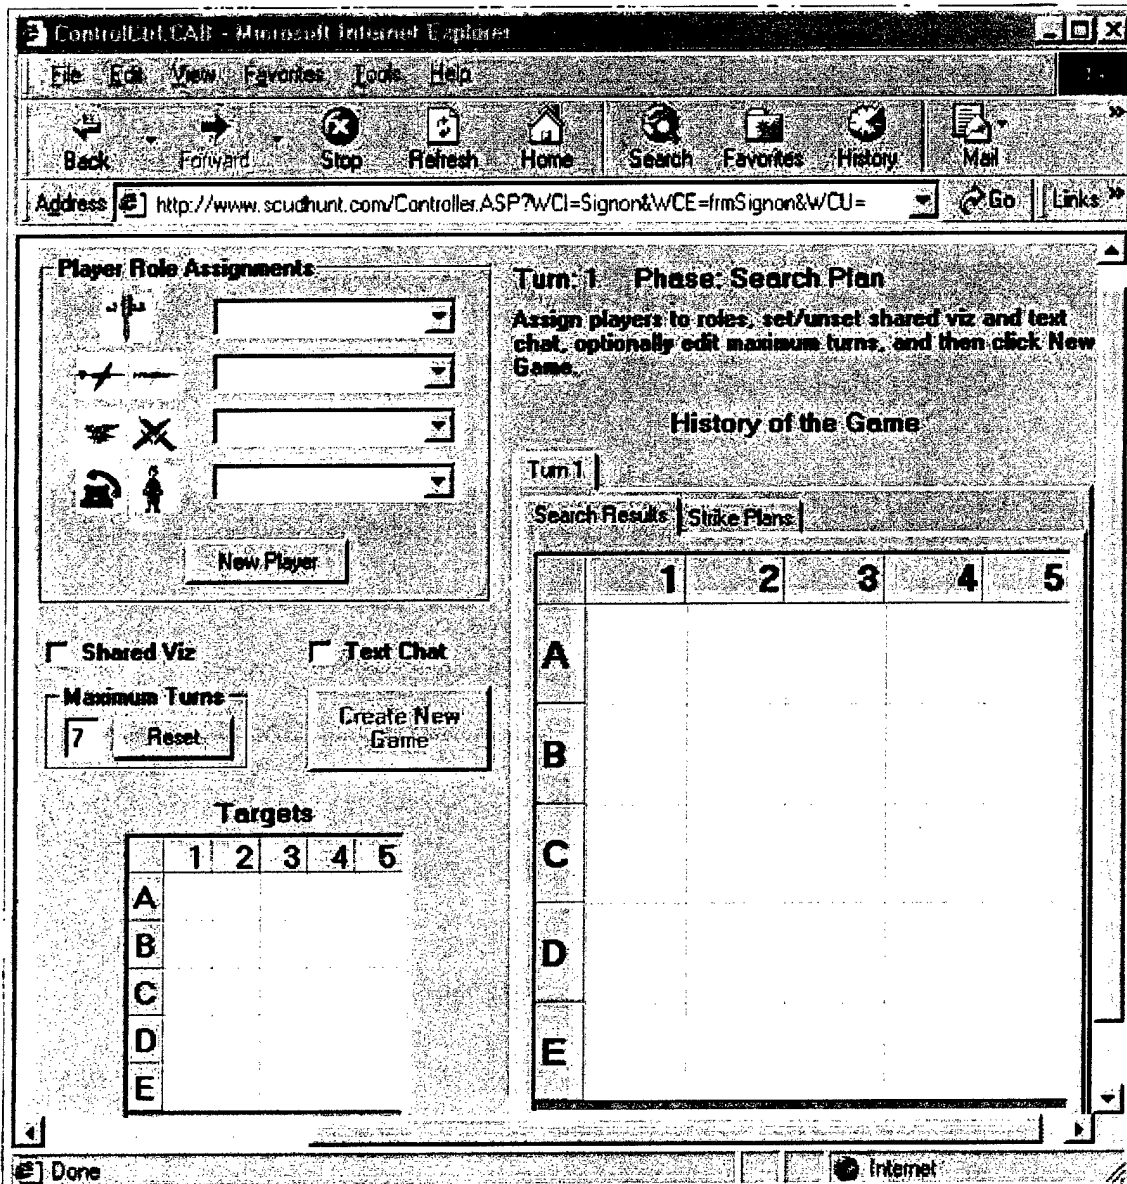 ControlCtrl.CAB - Microsoft Internet Explorer
File Edit View Favorites Tools Help
Back Forward Stop Refresh Home Search Favorites History Mail
Address http://www.scudhunt.com/Controller.ASP?WCI=Signon&WCE=frmSignon&WCU= Go Links
Player Role Assignments
New Player
Shared Viz Text Chat
Maximum Turns
7 Reset
Create New
Game
Targets
1 2 3 4 5
A
B
C
D
E
Turn: 1 Phase: Search Plan
Assign players to roles, set/unset shared viz and text
chat, optionally edit maximum turns, and then click New
Game.
History of the Game
Turn 1
Search Results Strike Plans
1 2 3 4 5
A
B
C
D
E
Done Internet